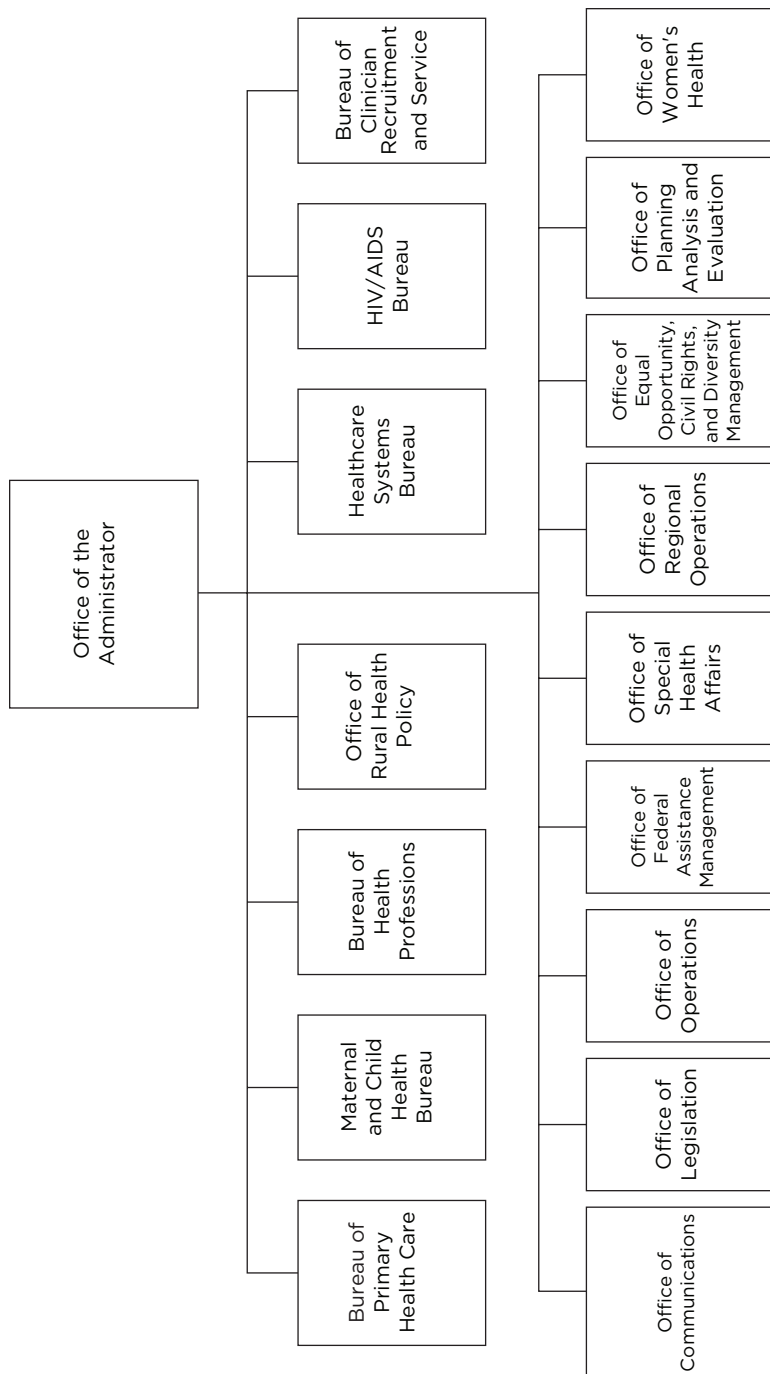 Office of the
Administrator
Bureau of
Primary
Health Care
Maternal
and Child
Health
Bureau
Bureau of
Health
Professions
Office of
Rural Health
Policy
Healthcare
Systems
Bureau
HIV/AIDS
Bureau
Bureau of
Clinician
Recruitment
and Service
Office of
Communications
Office of
Legislation
Office of
Operations
Office of
Federal
Assistance
Management
Office of
Special
Health
Affairs
Office of
Regional
Operations
Office of
Equal
Opportunity,
Civil Rights,
and Diversity
Management
Office of
Planning
Analysis and
Evaluation
Office of
Women's
Health